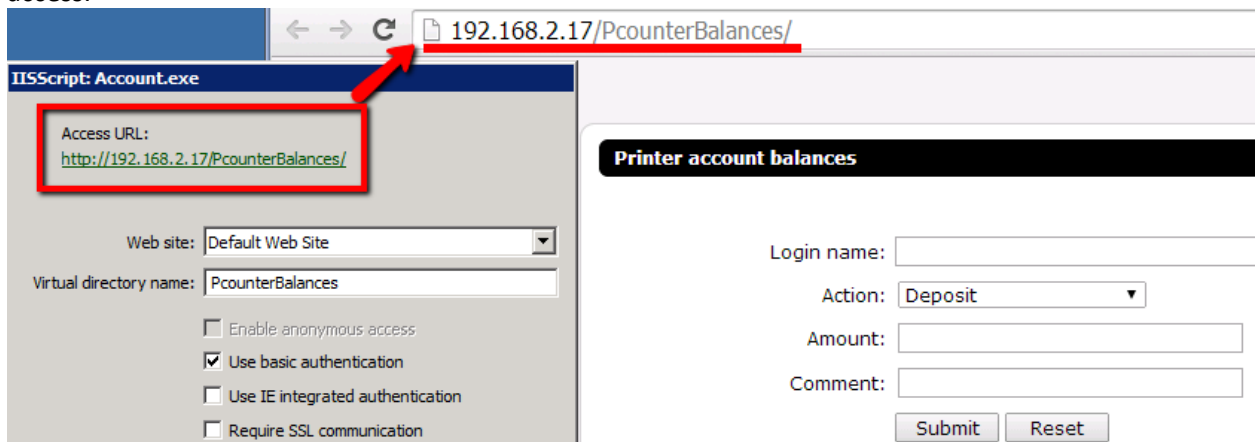 192.168.2.17/PcounterBalances/
IISScript: Account.exe
Access URL:
http://192.168.2.17/PcounterBalances/
Web site: Default Web Site
Virtual directory name: PcounterBalances
Enable anonymous access
Use basic authentication
Use IE integrated authentication
Require SSL communication
Printer account balances
Login name:
Action: Deposit
Amount:
Comment:
Submit Reset